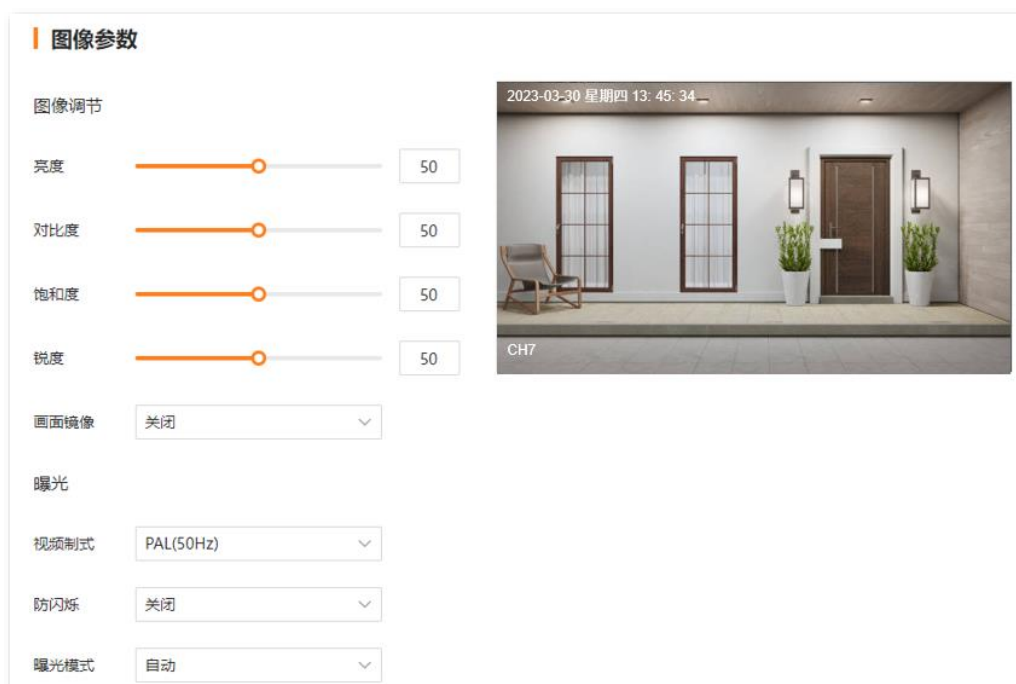 图像参数
图像调节
2023-03-30 星期四 13: 45: 34
亮度 50
对比度 50
饱和度 50
锐度 50
CH7
画面镜像 关闭
曝光
视频制式 PAL(50Hz)
防闪烁 关闭
曝光模式 自动